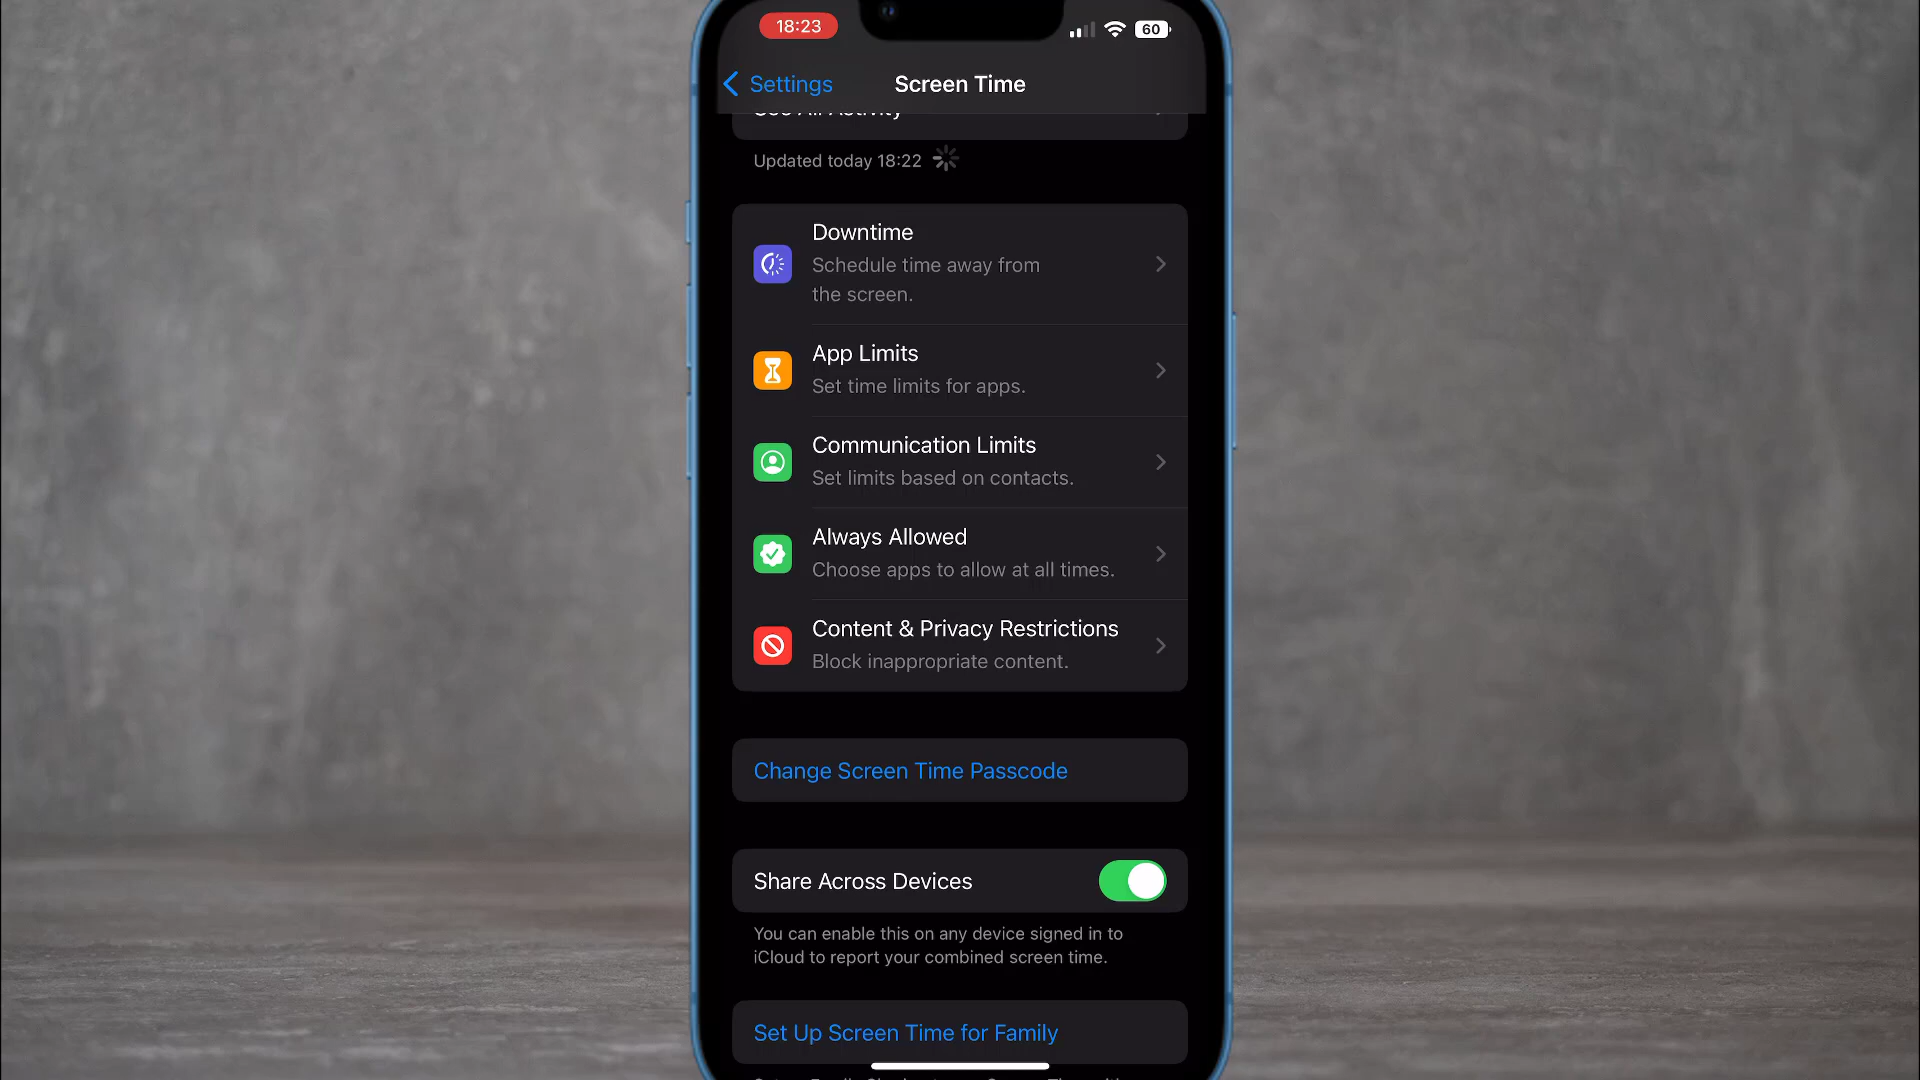 18:23
60
Settings
Screen Time
See All Activity
Updated today 18:22
Downtime
Schedule time away from
the screen.
App Limits
Set time limits for apps.
Communication Limits
Set limits based on contacts.
Always Allowed
Choose apps to allow at all times.
Content & Privacy Restrictions
Block inappropriate content.
Change Screen Time Passcode
Share Across Devices
You can enable this on any device signed in to
iCloud to report your combined screen time.
Set Up Screen Time for Family